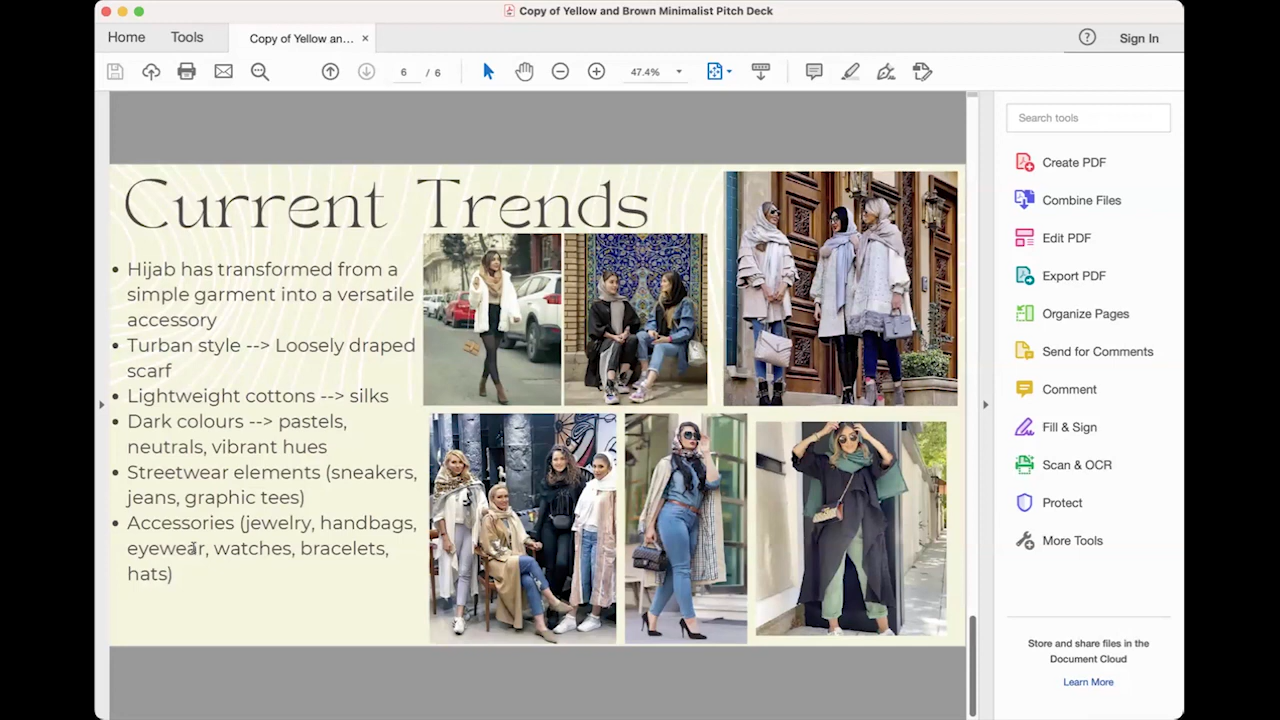 Copy of Yellow and Brown Minimalist Pitch Deck
Home Tools Copy of Yellow an... × ? Sign In
6 / 6 47.4%
Search tools
Create PDF
Combine Files
Edit PDF
Export PDF
Organize Pages
Send for Comments
Comment
Fill & Sign
Scan & OCR
Protect
More Tools
Store and share files in the
Document Cloud
Learn More
Current Trends
• Hijab has transformed from a
simple garment into a versatile
accessory
• Turban style --> Loosely draped
scarf
• Lightweight cottons --> silks
• Dark colours --> pastels,
neutrals, vibrant hues
• Streetwear elements (sneakers,
jeans, graphic tees)
• Accessories (jewelry, handbags,
eyewear, watches, bracelets,
hats)